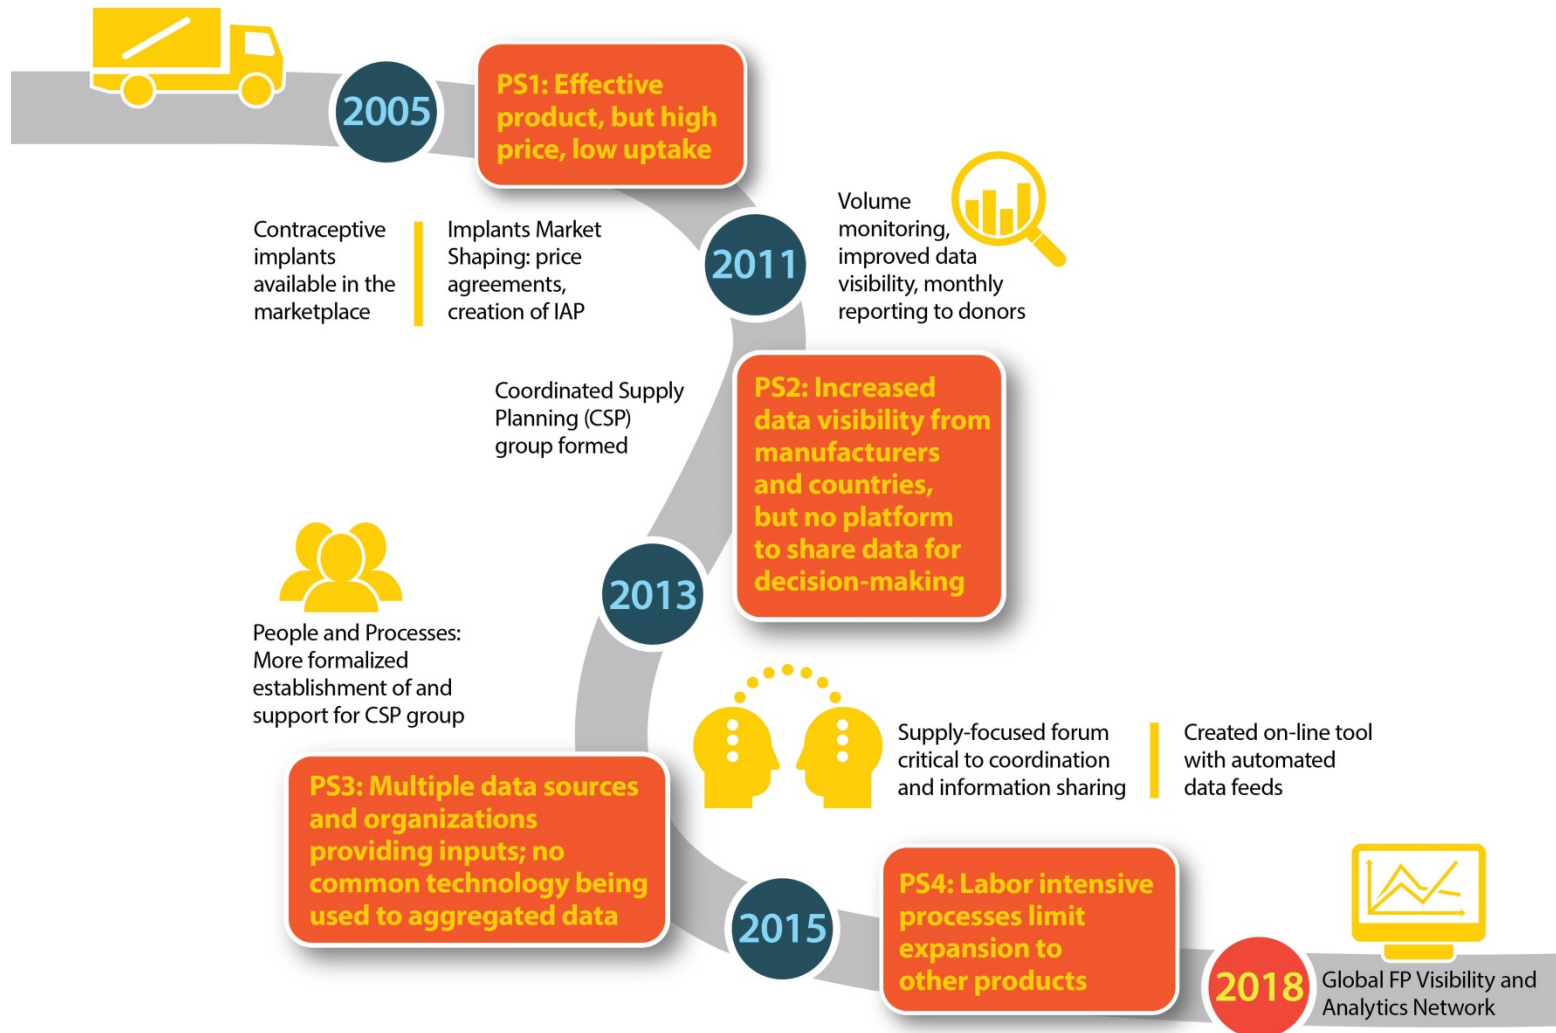 2005
PS1: Effective
product, but high
price, low uptake
Contraceptive
implants
available in the
marketplace
Implants Market
Shaping: price
agreements,
creation of IAP
2011
Volume
monitoring,
improved data
visibility, monthly
reporting to donors
Coordinated Supply
Planning (CSP)
group formed
PS2: Increased
data visibility from
manufacturers
and countries,
but no platform
to share data for
decision-making
2013
People and Processes:
More formalized
establishment of and
support for CSP group
PS3: Multiple data sources
and organizations
providing inputs; no
common technology being
used to aggregated data
Supply-focused forum
critical to coordination
and information sharing
Created on-line tool
with automated
data feeds
2015
PS4: Labor intensive
processes limit
expansion to
other products
2018
Global FP Visibility and
Analytics Network